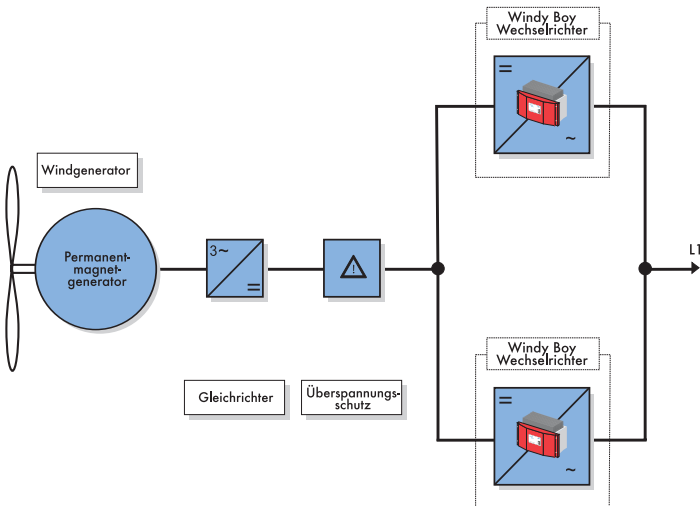 Windy Boy
Wechselrichter
=
~
Windgenerator
Permanent-
magnet-
generator
3~
=
!
L1
Windy Boy
Wechselrichter
Gleichrichter
Überspannungs-
schutz
=
~